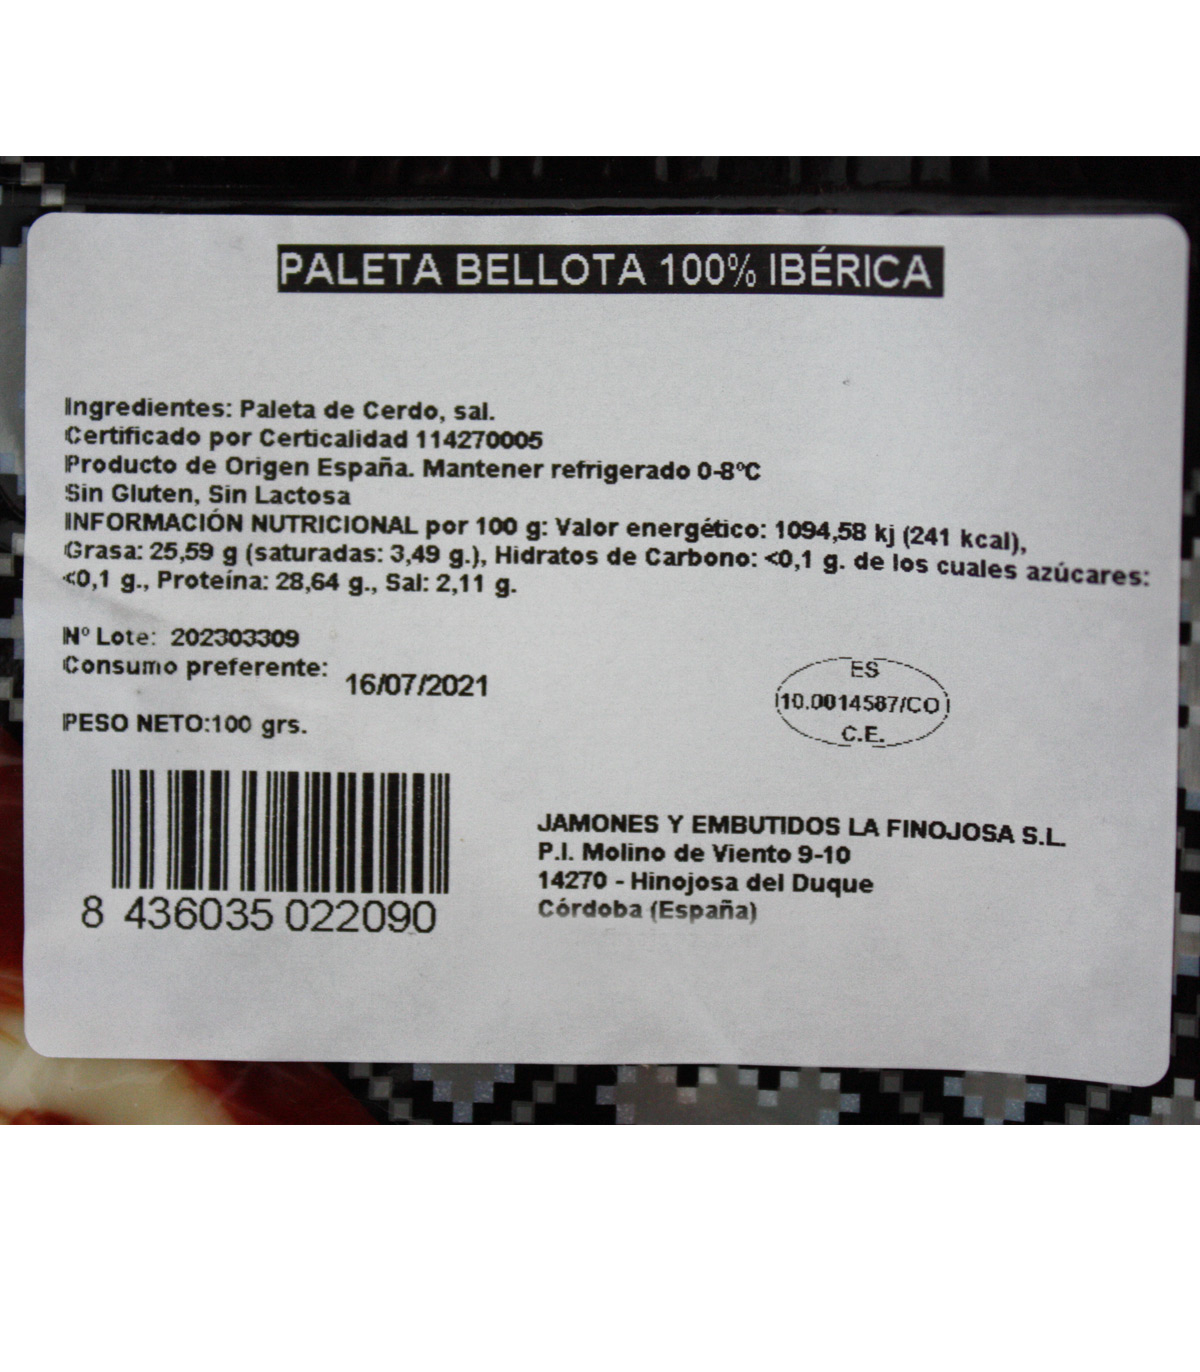 PALETA BELLOTA 100% IBÉRICA
Ingredientes: Paleta de Cerdo, sal.
Certificado por Certicalidad 114270005
Producto de Origen España. Mantener refrigerado 0-8ºC
Sin Gluten, Sin Lactosa
INFORMACIÓN NUTRICIONAL por 100 g: Valor energético: 1094,58 kj (241 kcal),
Grasa: 25,59 g (saturadas: 3,49 g.), Hidratos de Carbono: <0,1 g. de los cuales azúcares:
<0,1 g., Proteína: 28,64 g., Sal: 2,11 g.
Nº Lote: 202303309
Consumo preferente: 16/07/2021
PESO NETO:100 grs.
ES
10.0014587/CO
C.E.
8 436035 022090
JAMONES Y EMBUTIDOS LA FINOJOSA S.L.
P.I. Molino de Viento 9-10
14270 - Hinojosa del Duque
Córdoba (España)